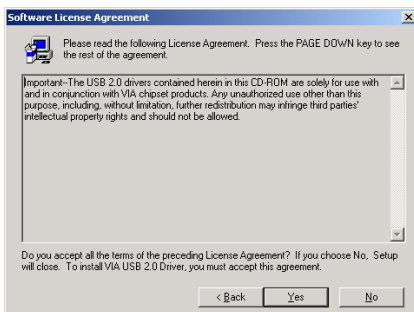 Software License Agreement
Please read the following License Agreement. Press the PAGE DOWN key to see
the rest of the agreement.
Important--The USB 2.0 drivers contained herein in this CD-ROM are solely for use with
and in conjunction with VIA chipset products. Any unauthorized use other than this
purpose, including, without limitation, further redistribution may infringe third parties'
intellectual property rights and should not be allowed.
Do you accept all the terms of the preceding License Agreement? If you choose No, Setup
will close. To install VIA USB 2.0 Driver, you must accept this agreement.
< Back Yes No